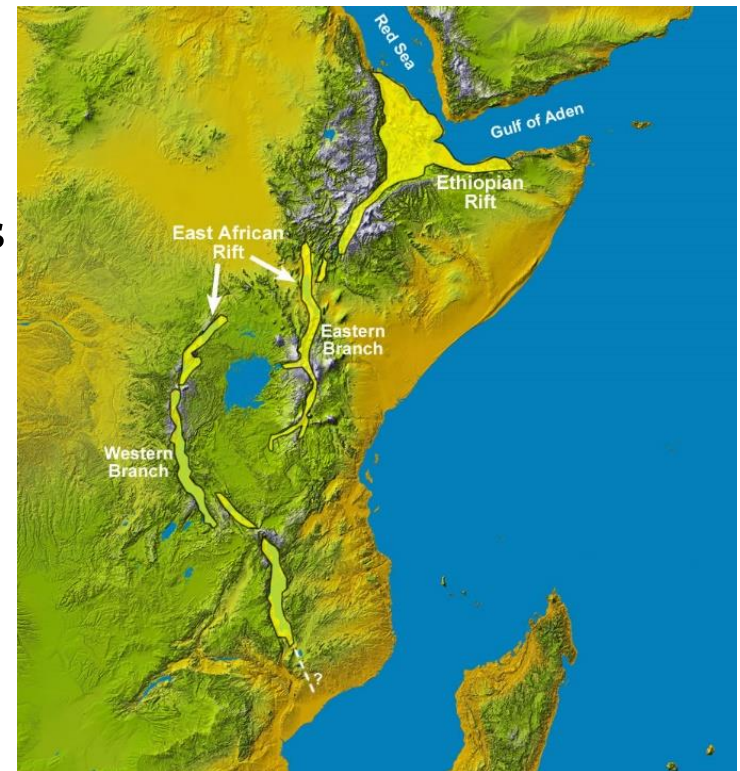 Red Sea
Gulf of Aden
Ethiopian
Rift
s
East African
Rift
Eastern
Branch
Western
Branch
?